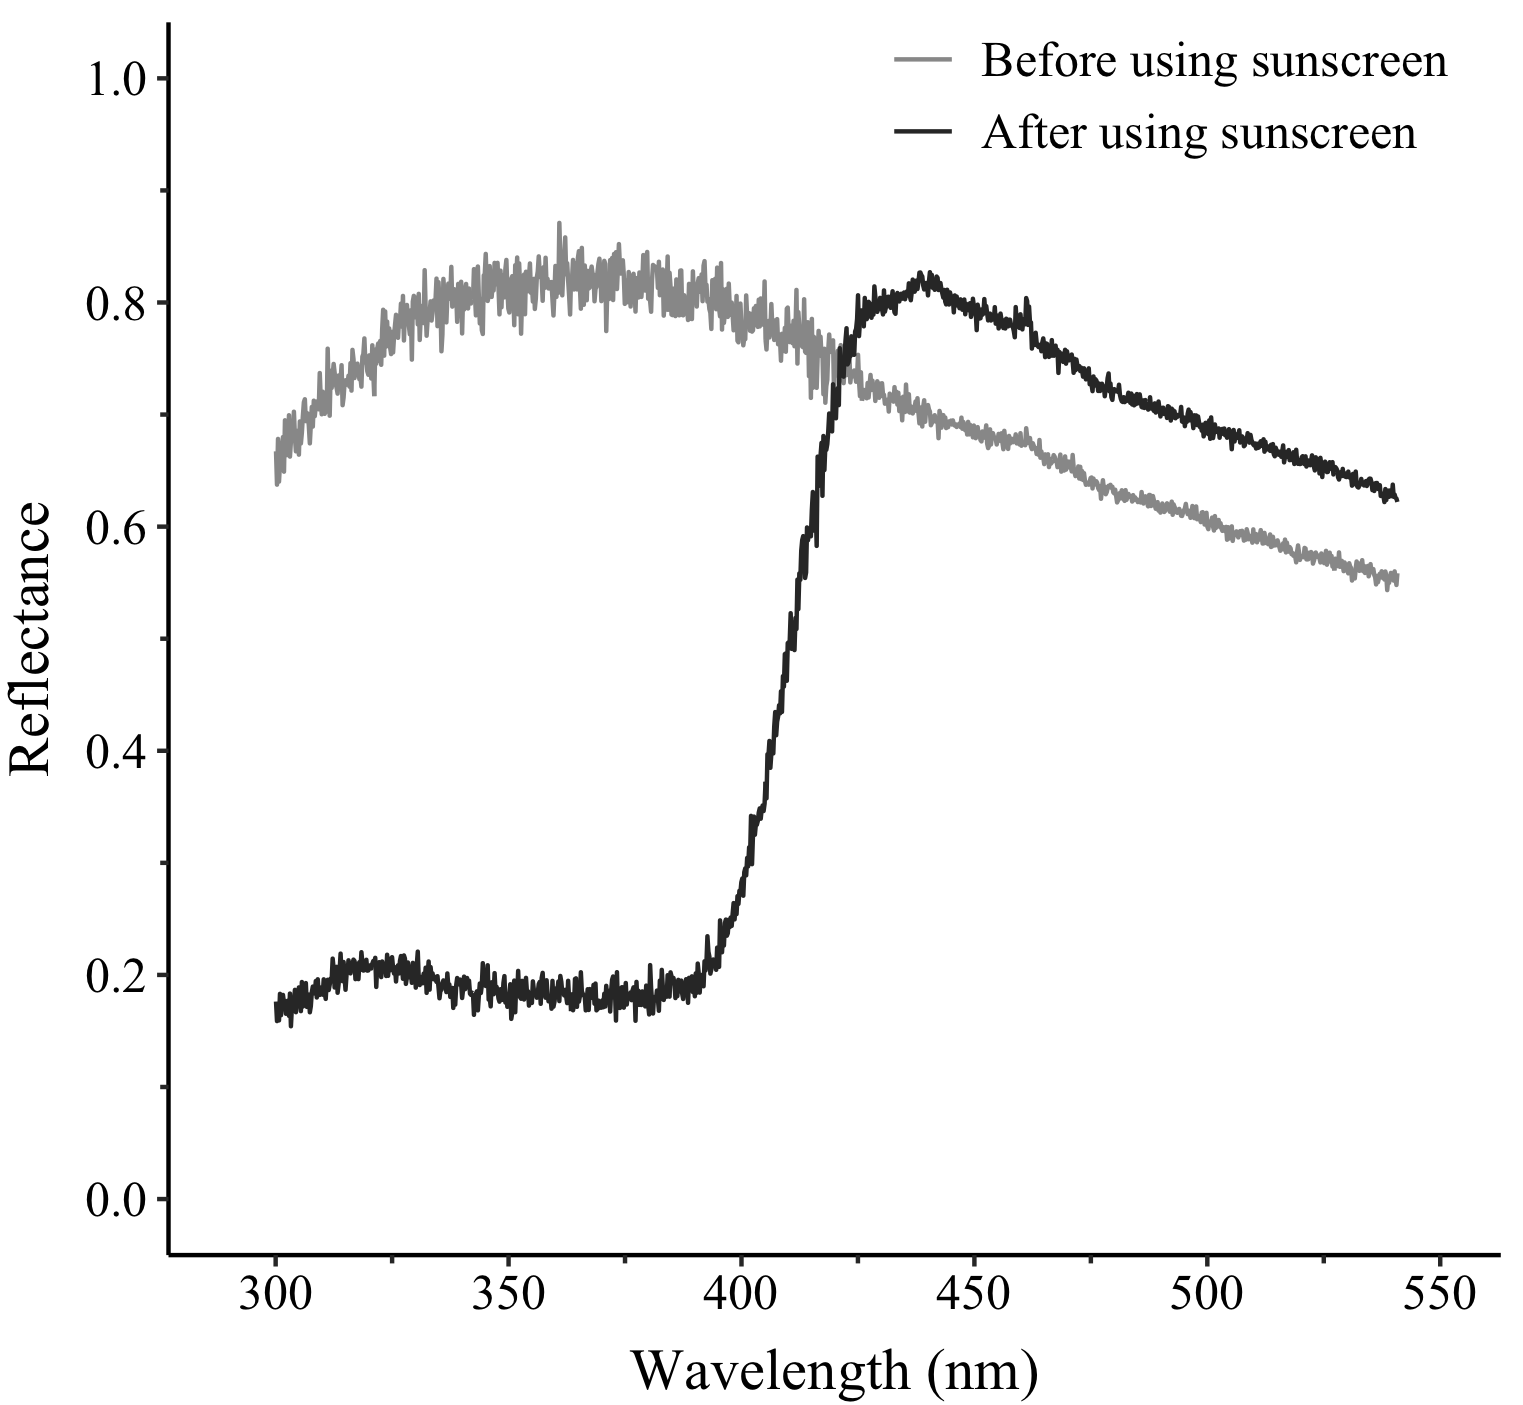 Before using sunscreen
After using sunscreen
1.0
0.8
0.6
0.4
0.2
0.0
Reflectance
300 350 400 450 500 550
Wavelength (nm)